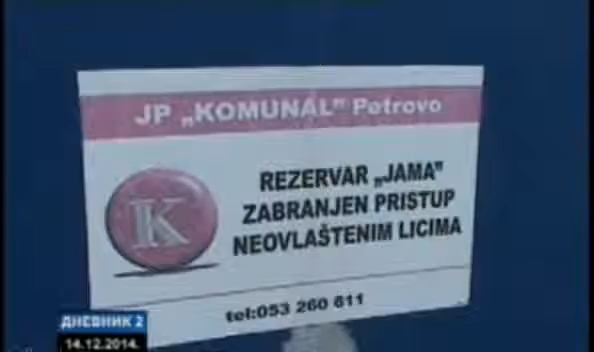 JP „KOMUNAL" Petrovo
K
REZERVAR „JAMA"
ZABRANJEN PRISTUP
NEOVLAŠTENIM LICIMA
tel:053 260 611
ДНЕВНИК 2
14.12.2014.